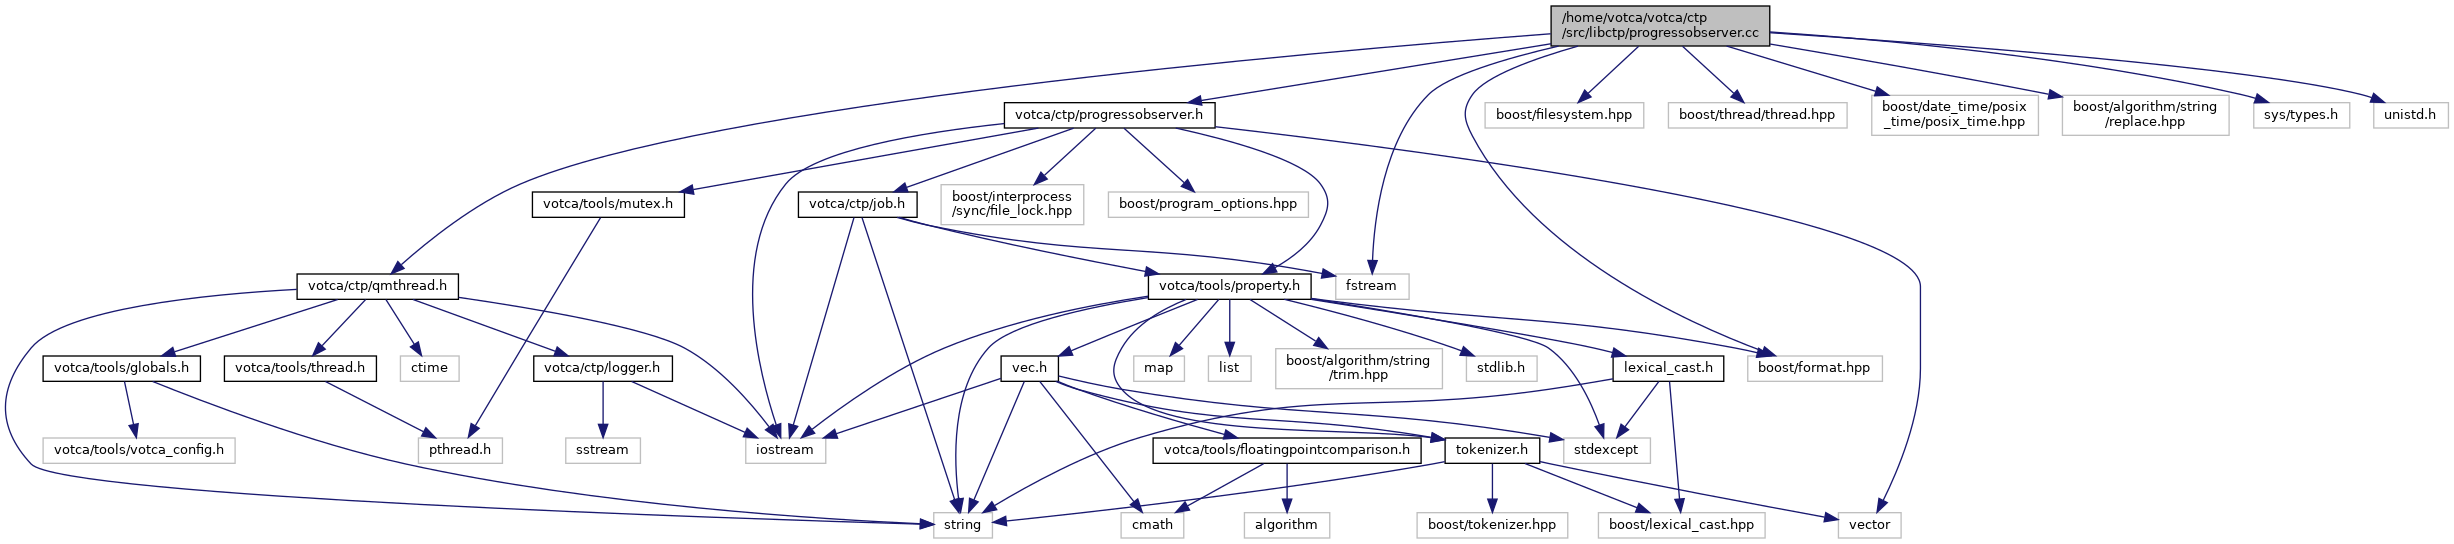 /home/votca/votca/ctp
/src/libctp/progressobserver.cc
votca/ctp/progressobserver.h
boost/filesystem.hpp
boost/thread/thread.hpp
boost/date_time/posix
_time/posix_time.hpp
boost/algorithm/string
/replace.hpp
sys/types.h
unistd.h
votca/tools/mutex.h
votca/ctp/job.h
boost/interprocess
/sync/file_lock.hpp
boost/program_options.hpp
votca/ctp/qmthread.h
votca/tools/property.h
fstream
votca/tools/globals.h
votca/tools/thread.h
ctime
votca/ctp/logger.h
vec.h
map
list
boost/algorithm/string
/trim.hpp
stdlib.h
lexical_cast.h
boost/format.hpp
votca/tools/votca_config.h
pthread.h
sstream
iostream
votca/tools/floatingpointcomparison.h
tokenizer.h
stdexcept
string
cmath
algorithm
boost/tokenizer.hpp
boost/lexical_cast.hpp
vector